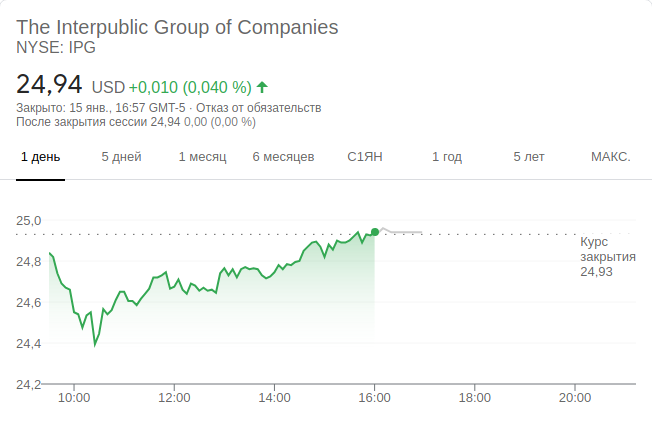 The Interpublic Group of Companies
NYSE: IPG
24,94 USD +0,010 (0,040 %)
Закрыто: 15 янв., 16:57 GMT-5 · Отказ от обязательств
После закрытия сессии 24,94 0,00 (0,00 %)
1 день 5 дней 1 месяц 6 месяцев С1ЯН 1 год 5 лет МАКС.
25,0
24,8
24,6
24,4
24,2
Курс
закрытия
24,93
10:00 12:00 14:00 16:00 18:00 20:00